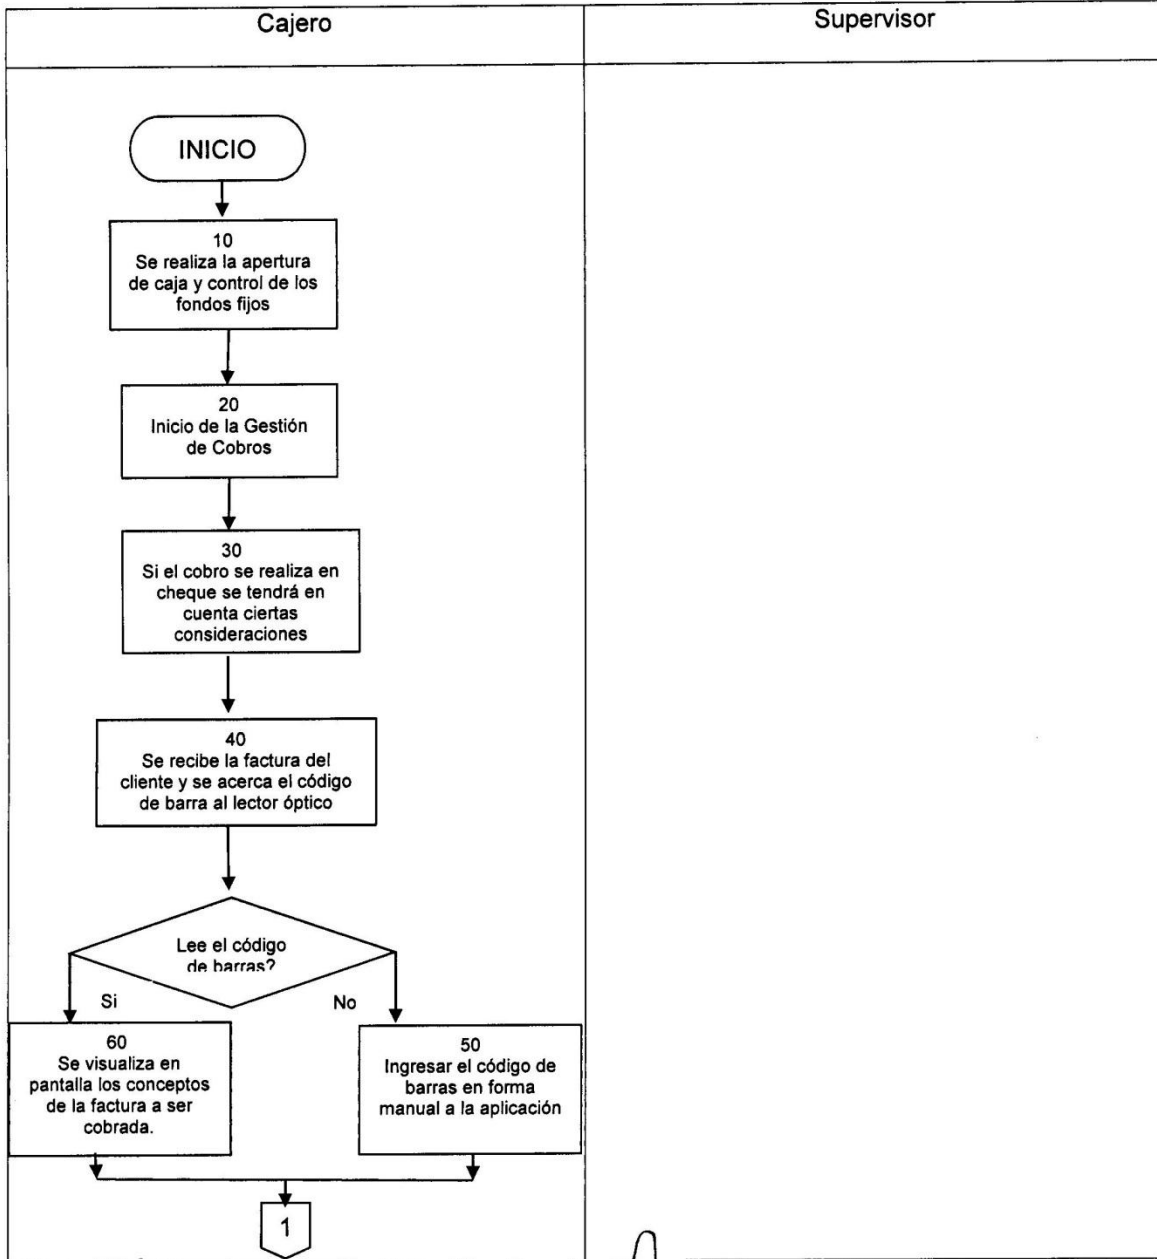 Cajero
Supervisor
INICIO
10
Se realiza la apertura
de caja y control de los
fondos fijos
20
Inicio de la Gestión
de Cobros
30
Si el cobro se realiza en
cheque se tendrá en
cuenta ciertas
consideraciones
40
Se recibe la factura del
cliente y se acerca el código
de barra al lector óptico
Lee el código
de barras?
Si
No
60
Se visualiza en
pantalla los conceptos
de la factura a ser
cobrada.
50
Ingresar el código de
barras en forma
manual a la aplicación
1